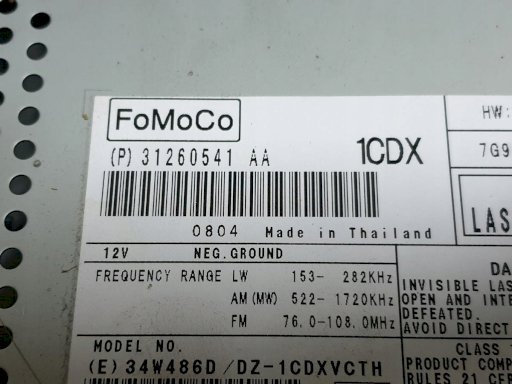 FoMoCo
(P) 31260541 AA 1CDX
0804 Made in Thailand
12V NEG.GROUND
FREQUENCY RANGE LW 153- 282KHz
AM(MW) 522- 1720KHz
FM 76.0-108.0MHz
MODEL NO.
(E) 34W486D/DZ-1CDXVCTH
HW:
7G9
LAS
DA
INVISIBLE LAS
OPEN AND INTE
DEFEATED.
AVOID DIRECT
CLASS
PRODUCT COMP
RULES 21 CFR